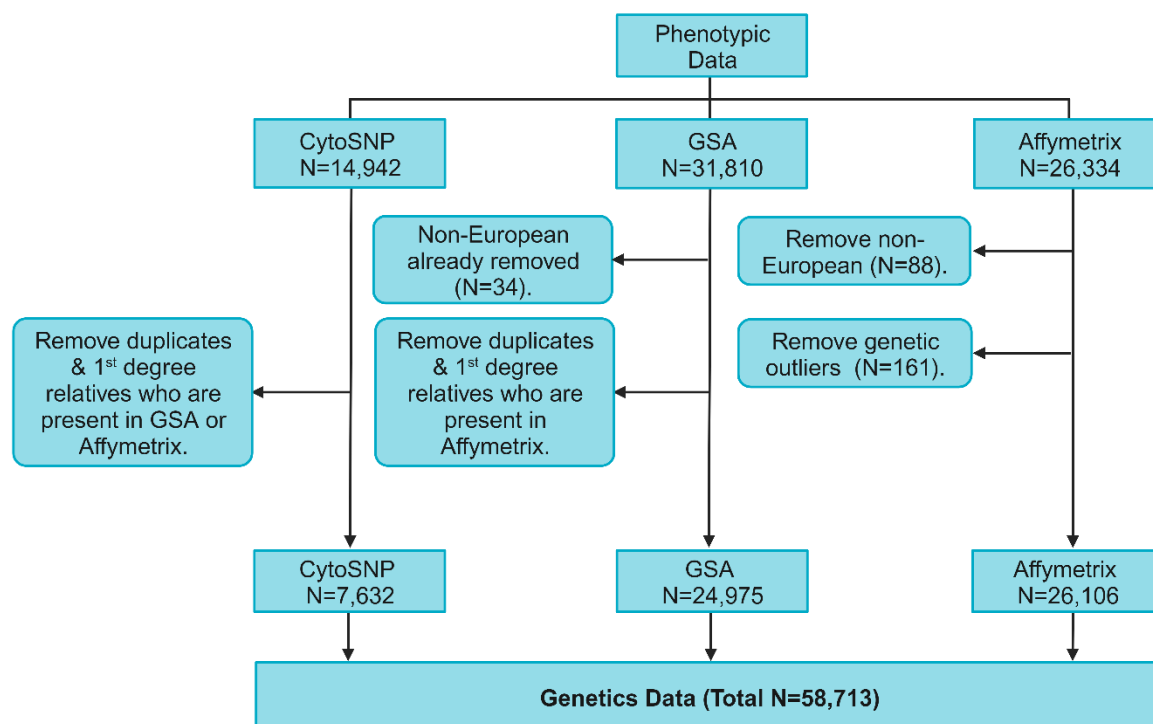 Phenotypic
Data
CytoSNP
N=14,942
GSA
N=31,810
Affymetrix
N=26,334
Non-European
already removed
(N=34).
Remove non-
European (N=88).
Remove duplicates
& 1st degree
relatives who are
present in GSA or
Affymetrix.
Remove duplicates
& 1st degree
relatives who are
present in
Affymetrix.
Remove genetic
outliers (N=161).
CytoSNP
N=7,632
GSA
N=24,975
Affymetrix
N=26,106
Genetics Data (Total N=58,713)